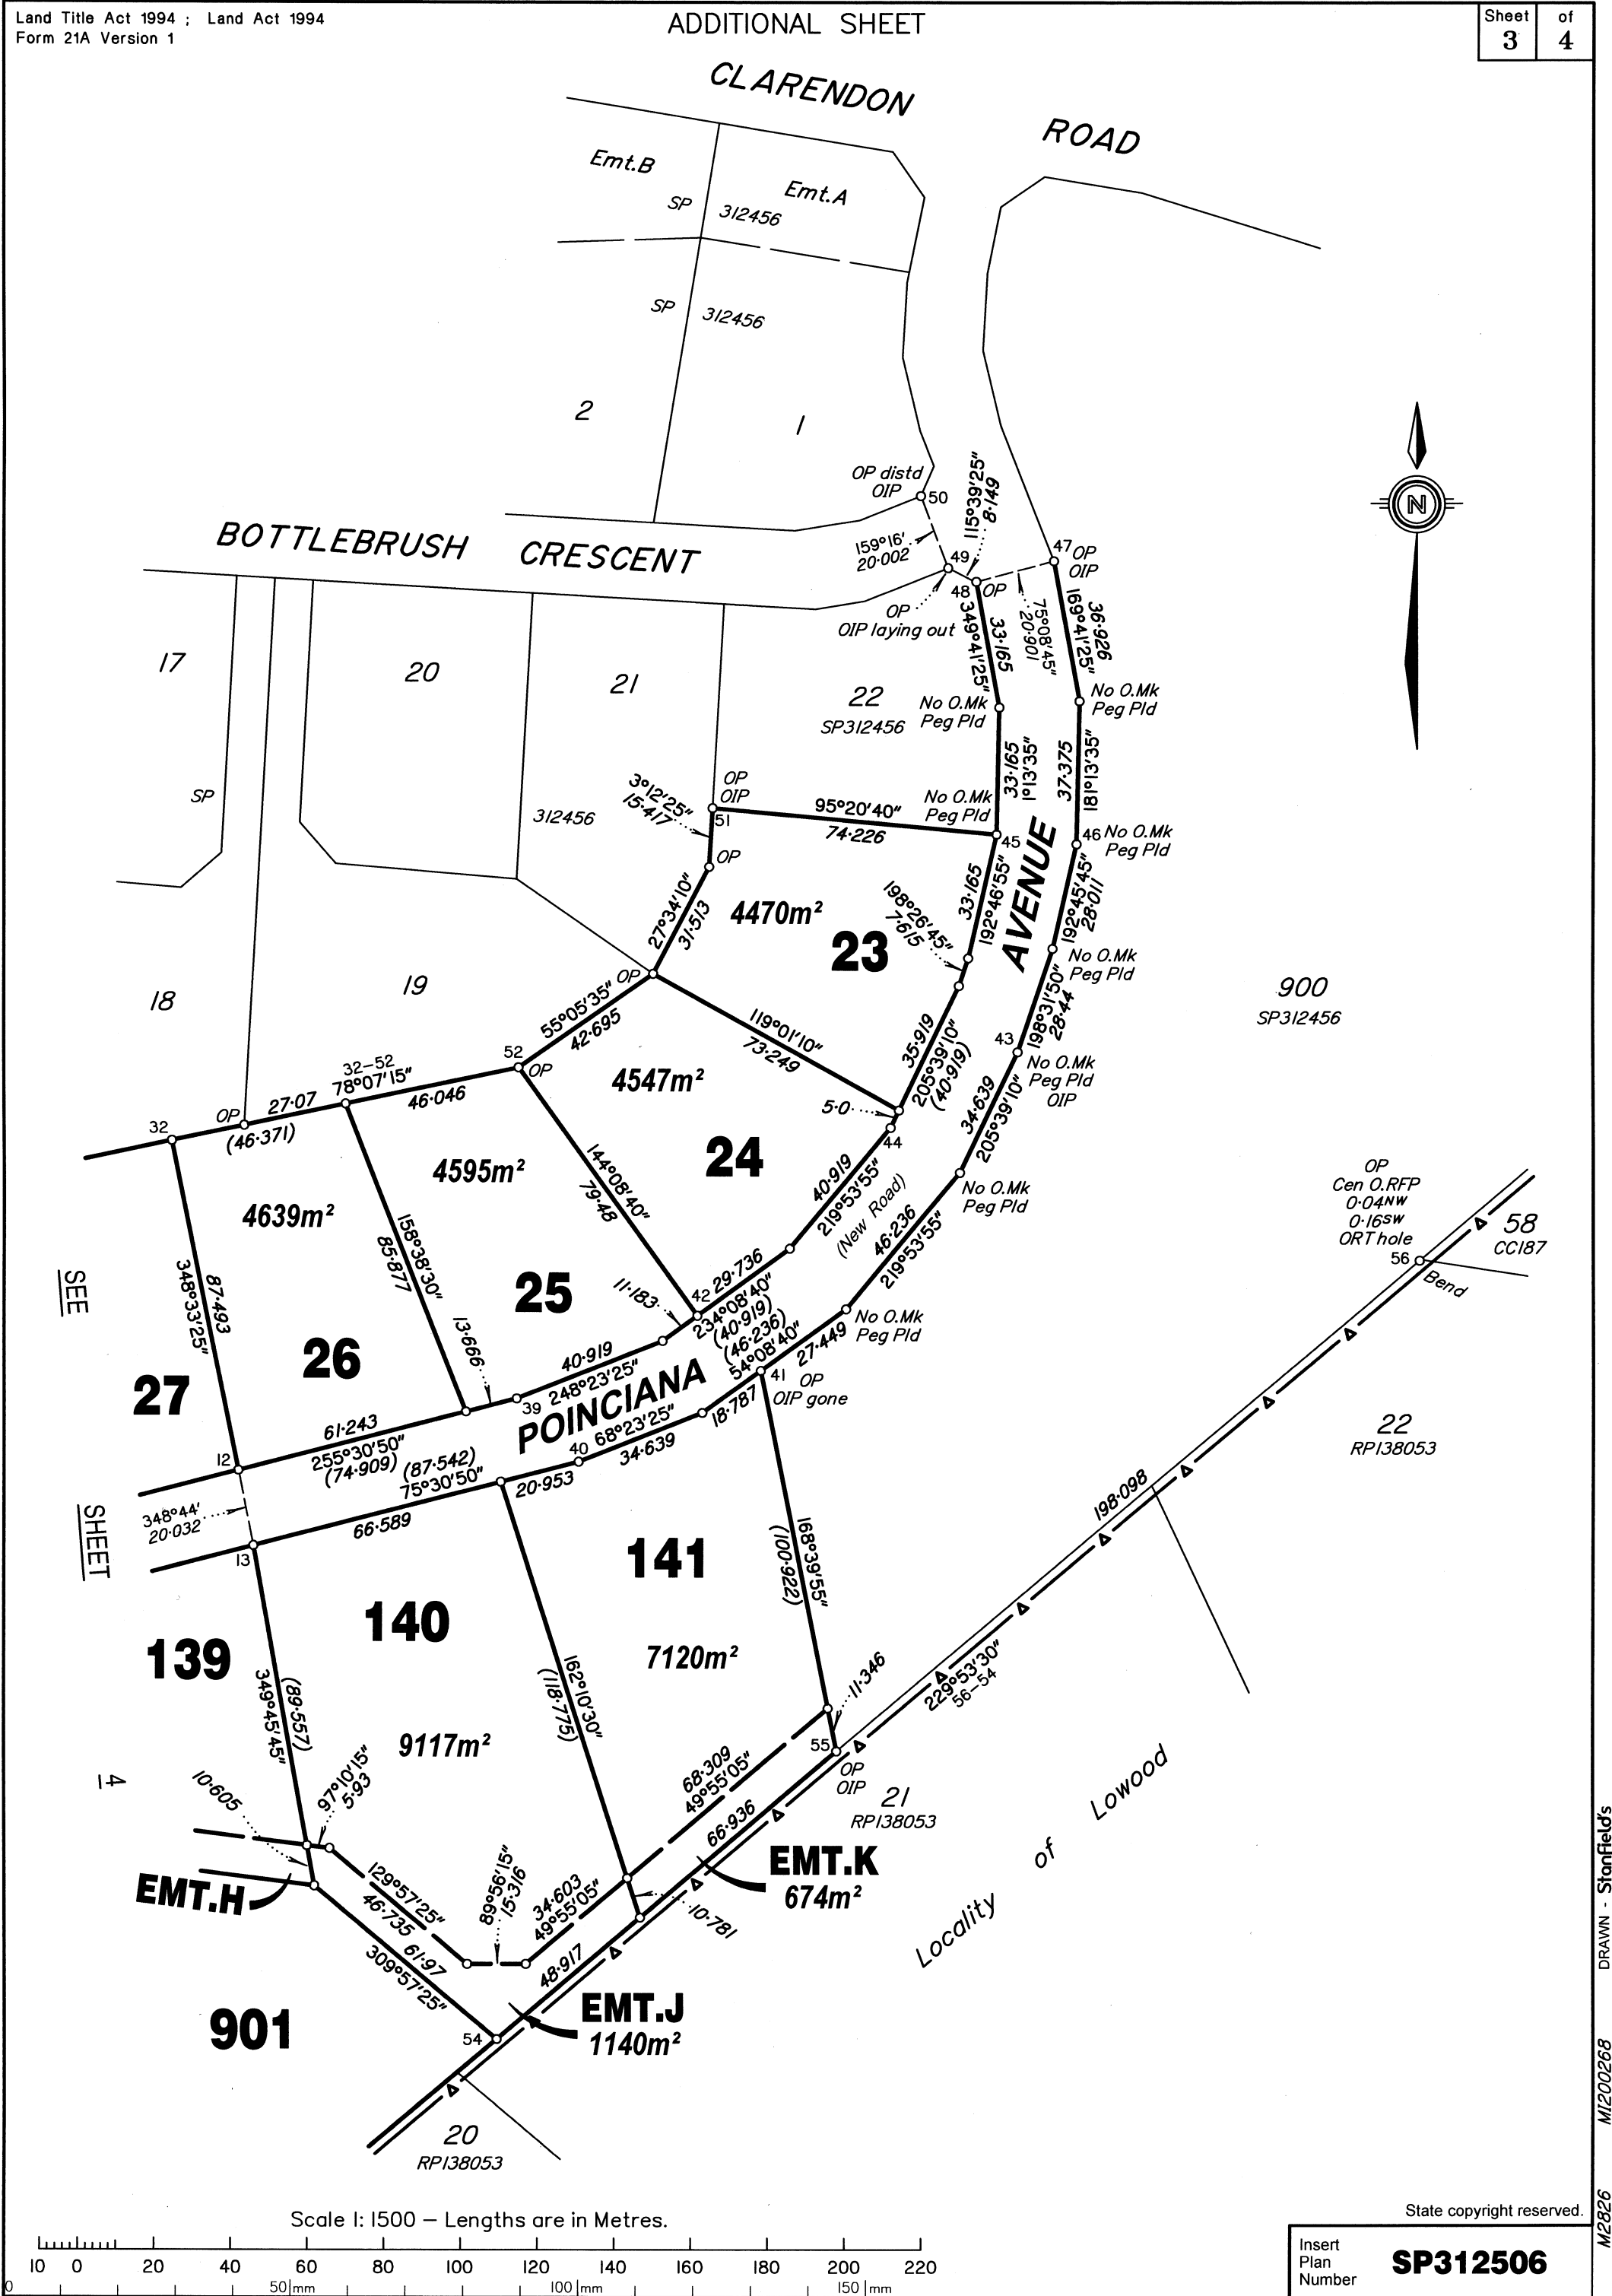 Land Title Act 1994 ; Land Act 1994
Form 21A Version 1
ADDITIONAL SHEET
Sheet 3 of 4
CLARENDON ROAD
Emt.B
Emt.A
SP 312456
SP 312456
2
1
OP distd
OIP
50
115°39'25"
8·149
BOTTLEBRUSH CRESCENT
159°16'
20·002
49
47
OP
OIP
48
OP
OP
OIP laying out
349°41'25"
33·165
75°08'45"
20·901
36·926
169°41'25"
17
20
21
22
SP312456
No O.Mk
Peg Pld
No O.Mk
Peg Pld
SP
312456
3°12'25"
15·417
OP
OIP
51
95°20'40"
74·226
No O.Mk
Peg Pld
33·165
1°13'35"
37·375
181°13'35"
45
46
No O.Mk
Peg Pld
OP
27°34'10"
31·513
4470m²
23
198°26'45"
7·615
33·165
192°46'55"
AVENUE
192°45'45"
28·011
No O.Mk
Peg Pld
18
19
OP
900
SP312456
55°05'35"
42·695
119°01'10"
73·249
35·919
205°39'10"
(40·919)
198°31'50"
28·44
43
No O.Mk
Peg Pld
OIP
52
OP
32-52
78°07'15"
46·046
4547m²
27·07
OP
(46·371)
32
5·0
44
34·639
205°39'10"
24
4595m²
4639m²
144°08'40"
79·48
40·919
219°53'55"
(New Road)
No O.Mk
Peg Pld
46·236
219°53'55"
OP
Cen O.RFP
0·04NW
0·16SW
ORT hole
56
Bend
58
CC187
SEE
348°33'25"
87·493
158°38'30"
85·877
25
11·183
42
29·736
234°08'40"
(40·919)
(46·236)
54°08'40"
No O.Mk
Peg Pld
27·449
26
13·666
27
40·919
248°23'25"
39
POINCIANA
41
OP
OIP gone
22
RP138053
61·243
255°30'50"
(74·909)
12
(87·542)
75°30'50"
40
68°23'25"
34·639
18·787
20·953
66·589
348°44'
20·032
13
SHEET
198·098
141
168°39'55"
(100·922)
140
139
7120m²
162°10'30"
(118·775)
349°45'45"
(89·557)
9117m²
11·346
229°53'30"
56-54
4
10·605
97°10'15"
5·93
68·309
49°55'05"
55
OP
OIP
21
RP138053
Locality of Lowood
66·936
EMT.K
674m²
EMT.H
129°57'25"
46·735
89°56'15"
15·316
34·603
49°55'05"
10·781
61·97
309°57'25"
48·917
EMT.J
1140m²
901
54
20
RP138053
Scale 1: 1500 – Lengths are in Metres.
10 0 20 40 60 80 100 120 140 160 180 200 220
0 50 mm 100 mm 150 mm
State copyright reserved.
Insert
Plan
Number
SP312506
DRAWN - Stanfield's
M1200268
M2826